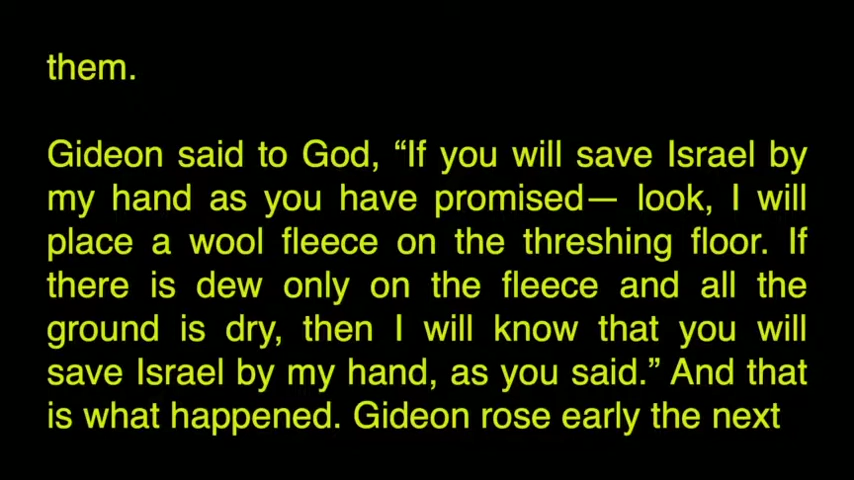 them.
Gideon said to God, “If you will save Israel by
my hand as you have promised— look, I will
place a wool fleece on the threshing floor. If
there is dew only on the fleece and all the
ground is dry, then I will know that you will
save Israel by my hand, as you said.” And that
is what happened. Gideon rose early the next